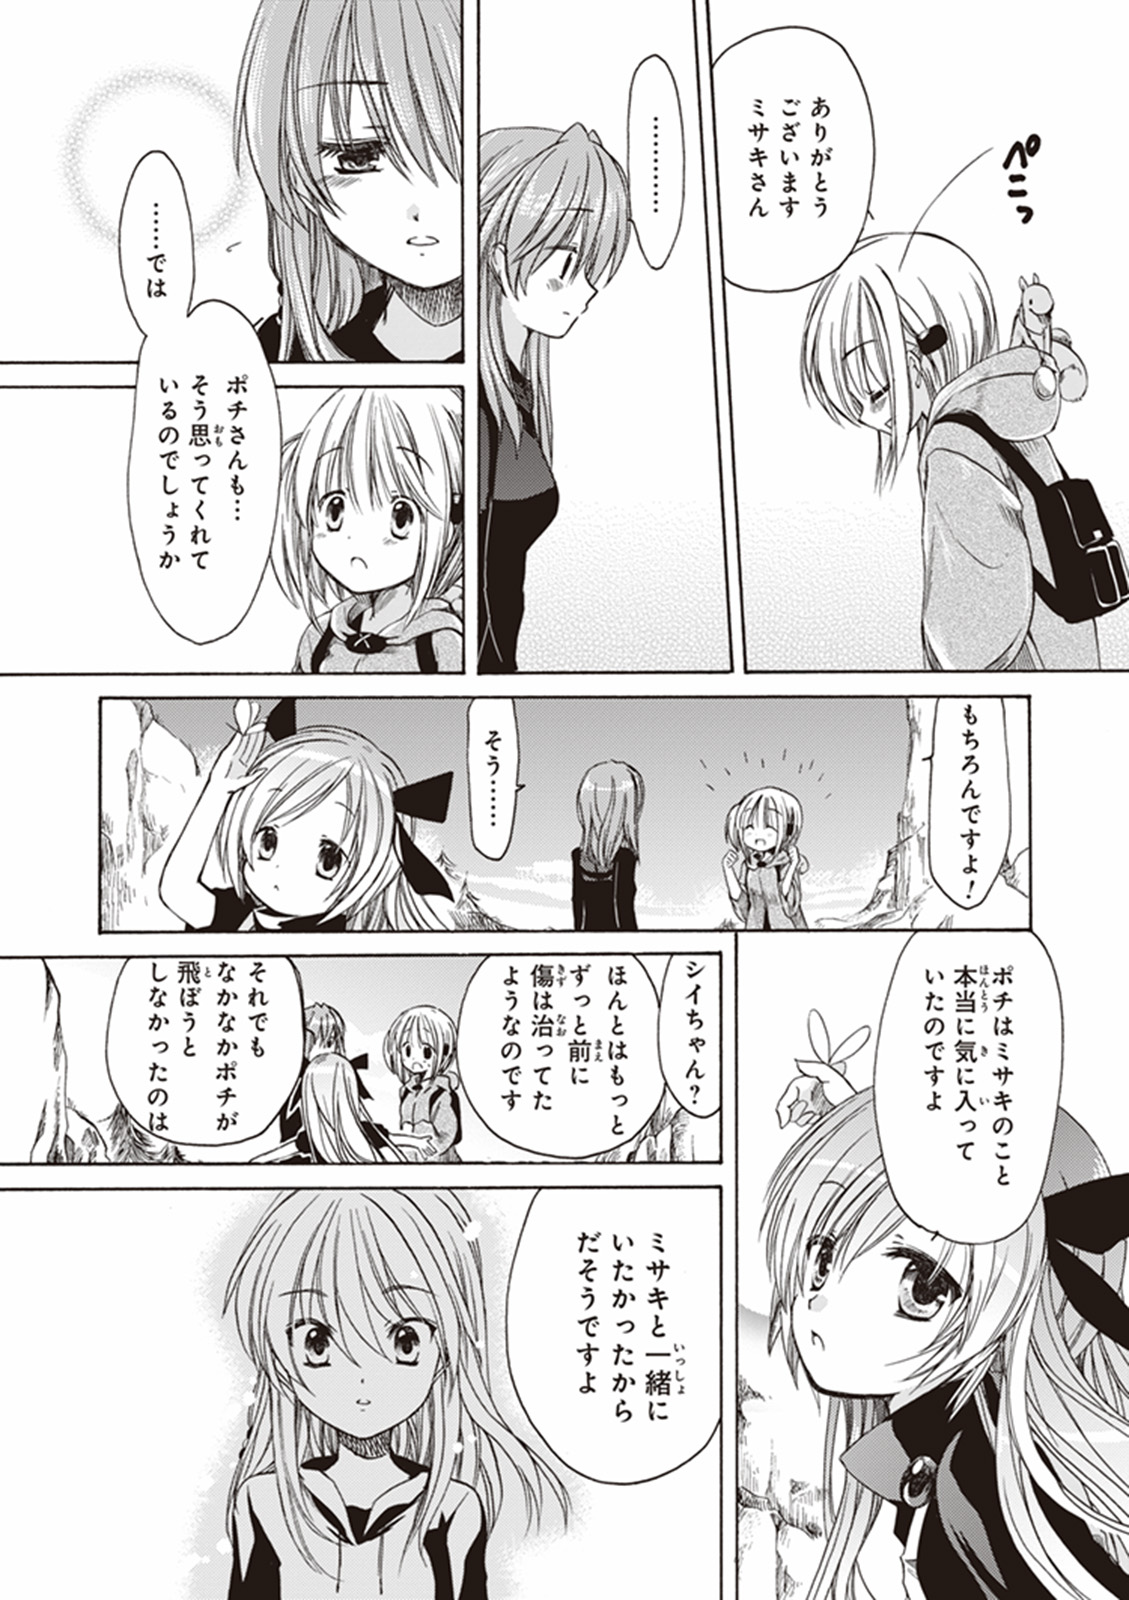 ありがとう
ございます
ミサキさん
ペこっ
…………
……では
ポチさんも…
そう思ってくれて
いるのでしょうか
もちろんですよ！
そう……
ポチはミサキのこと
本当に気に入って
いたのですよ
シイちゃん？
ほんとはもっと
ずっと前に
傷は治ってた
ようなのです
それでも
なかなかポチが
飛ぼうと
しなかったのは
ミサキと一緒に
いたかったから
だそうですよ